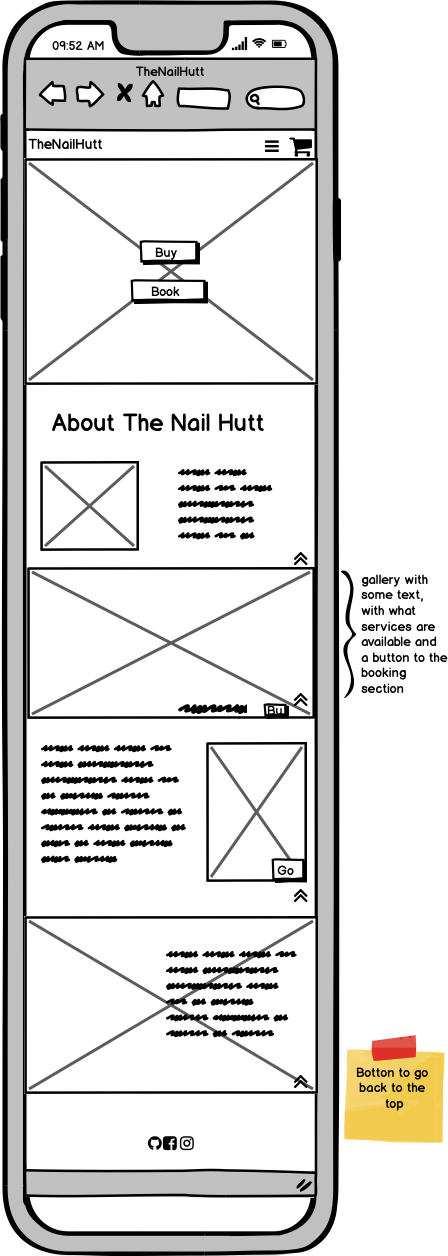 09:52 AM
TheNailHutt
TheNailHutt
Buy
Book
About The Nail Hutt
gallery with
some text,
with what
services are
available and
a button to the
booking
section
Bu
Go
Botton to go
back to the
top